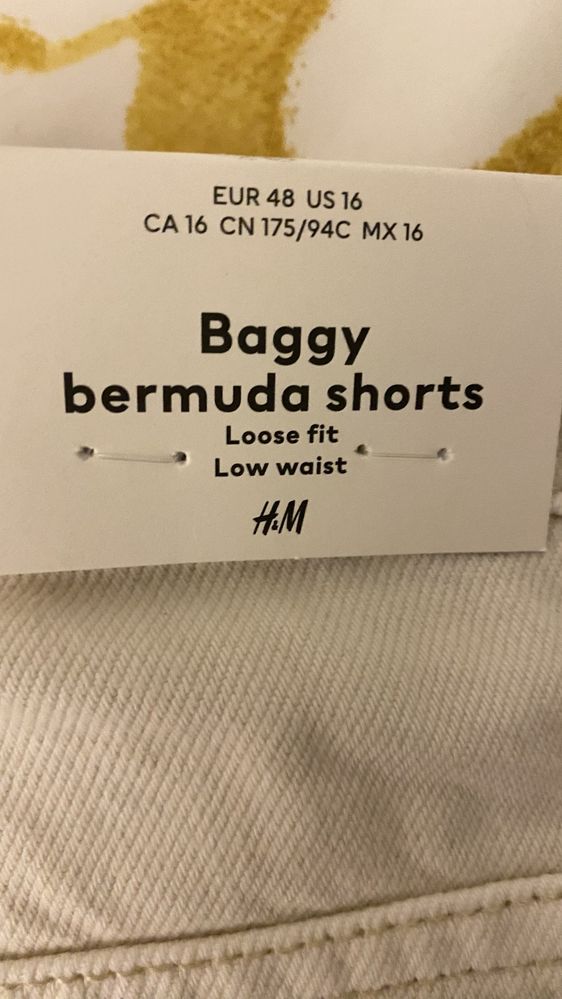 EUR 48 US 16
CA 16 CN 175/94C MX 16
Baggy
bermuda shorts
Loose fit
Low waist
H&M